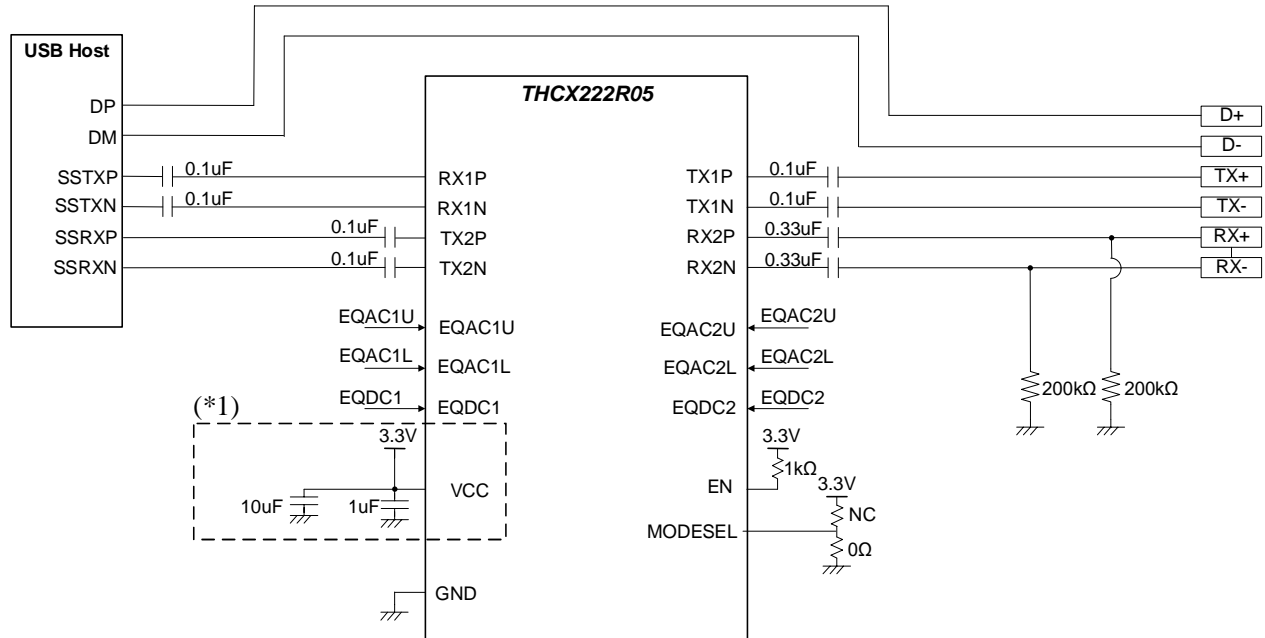 USB Host
THCX222R05
DP
DM
SSTXP
SSTXN
SSRXP
SSRXN
0.1uF
0.1uF
0.1uF
0.1uF
RX1P
RX1N
TX2P
TX2N
TX1P
TX1N
RX2P
RX2N
0.1uF
0.1uF
0.33uF
0.33uF
D+
D-
TX+
TX-
RX+
RX-
EQAC1U
EQAC1U
EQAC1L
EQAC1L
EQDC1
EQDC1
EQAC2U
EQAC2U
EQAC2L
EQAC2L
EQDC2
EQDC2
200kΩ
200kΩ
(*1)
3.3V
10uF
1uF
VCC
3.3V
1kΩ
EN
3.3V
NC
MODESEL
0Ω
GND